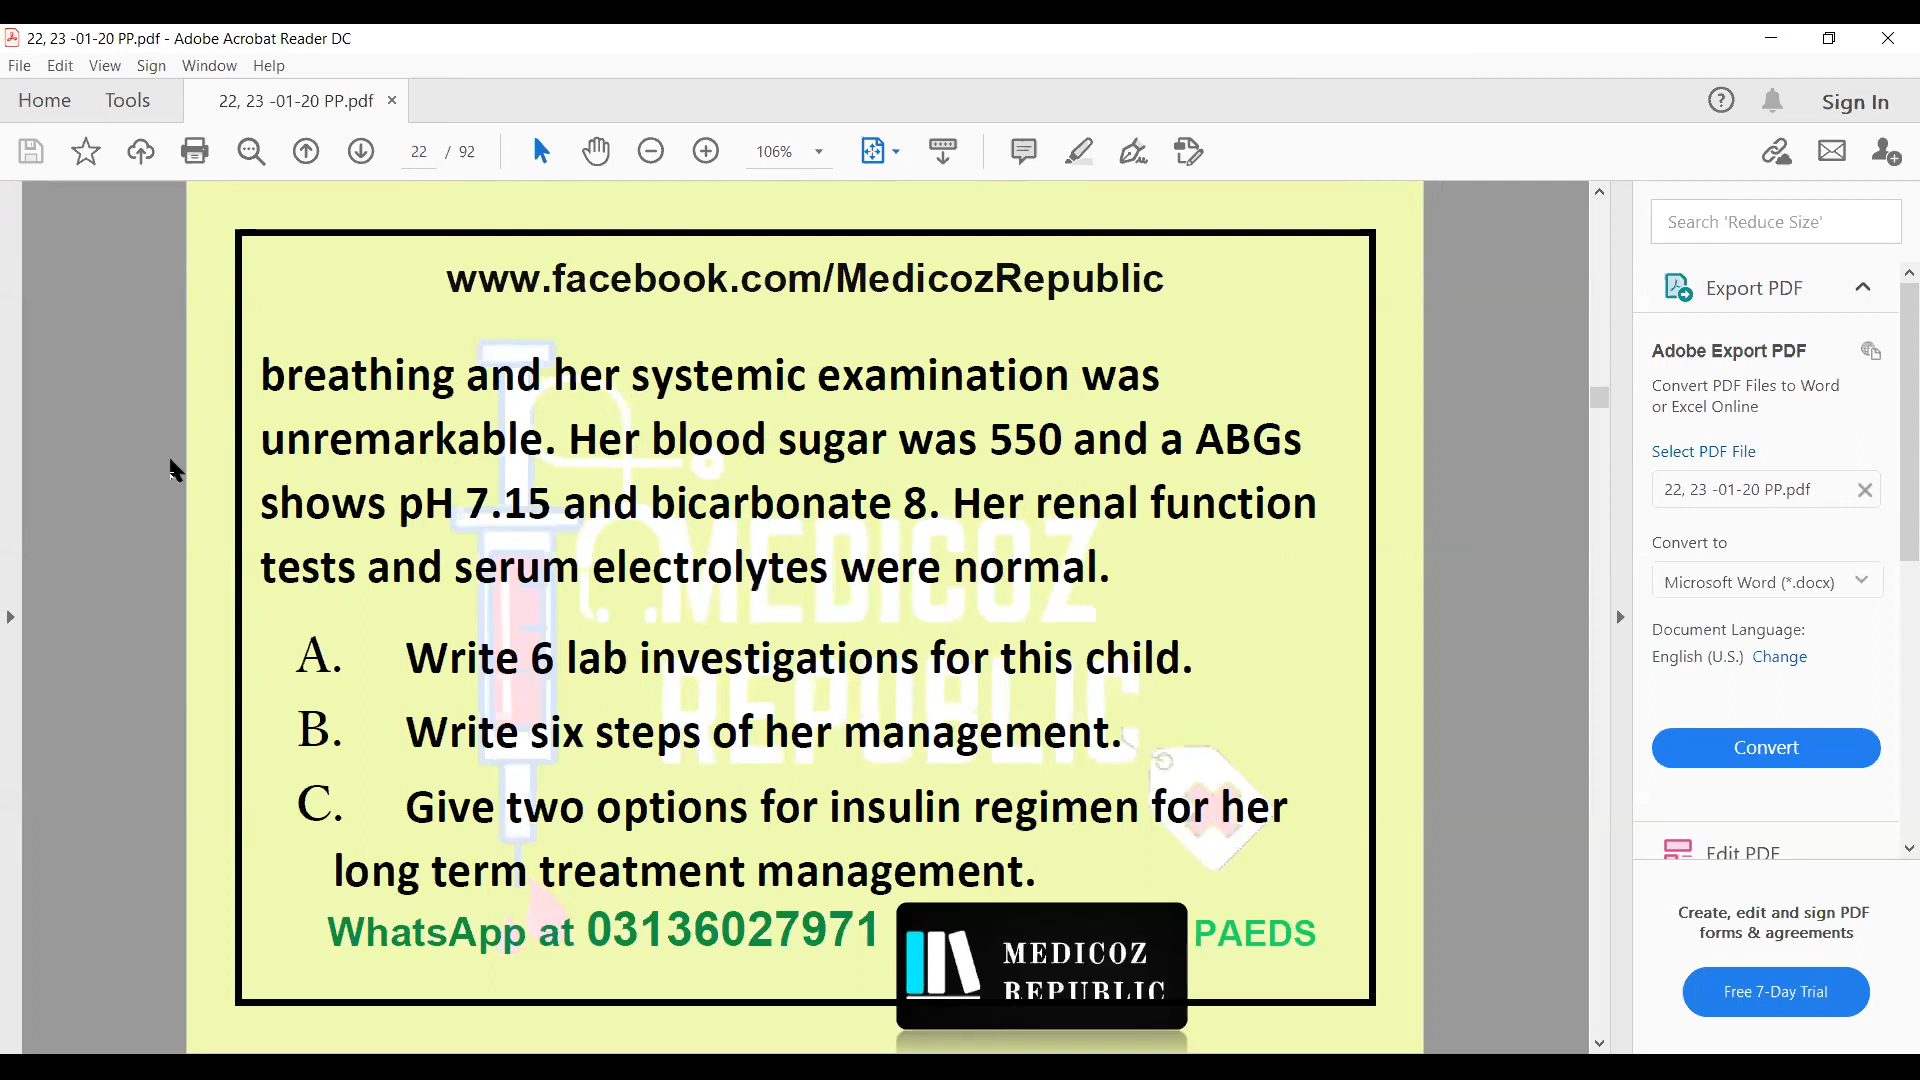 22, 23 -01-20 PP.pdf - Adobe Acrobat Reader DC
File Edit View Sign Window Help
Home Tools 22, 23 -01-20 PP.pdf × Sign In
22 / 92 106%
www.facebook.com/MedicozRepublic
breathing and her systemic examination was
unremarkable. Her blood sugar was 550 and a ABGs
shows pH 7.15 and bicarbonate 8. Her renal function
tests and serum electrolytes were normal.
A. Write 6 lab investigations for this child.
B. Write six steps of her management.
C. Give two options for insulin regimen for her
long term treatment management.
WhatsApp at 03136027971 PAEDS
MEDICOZ
REPUBLIC
MEDICOZ
REPUBLIC
Search 'Reduce Size'
Export PDF
Adobe Export PDF
Convert PDF Files to Word
or Excel Online
Select PDF File
22, 23 -01-20 PP.pdf
Convert to
Microsoft Word (*.docx)
Document Language:
English (U.S.) Change
Convert
Edit PDF
Create, edit and sign PDF
forms & agreements
Free 7-Day Trial